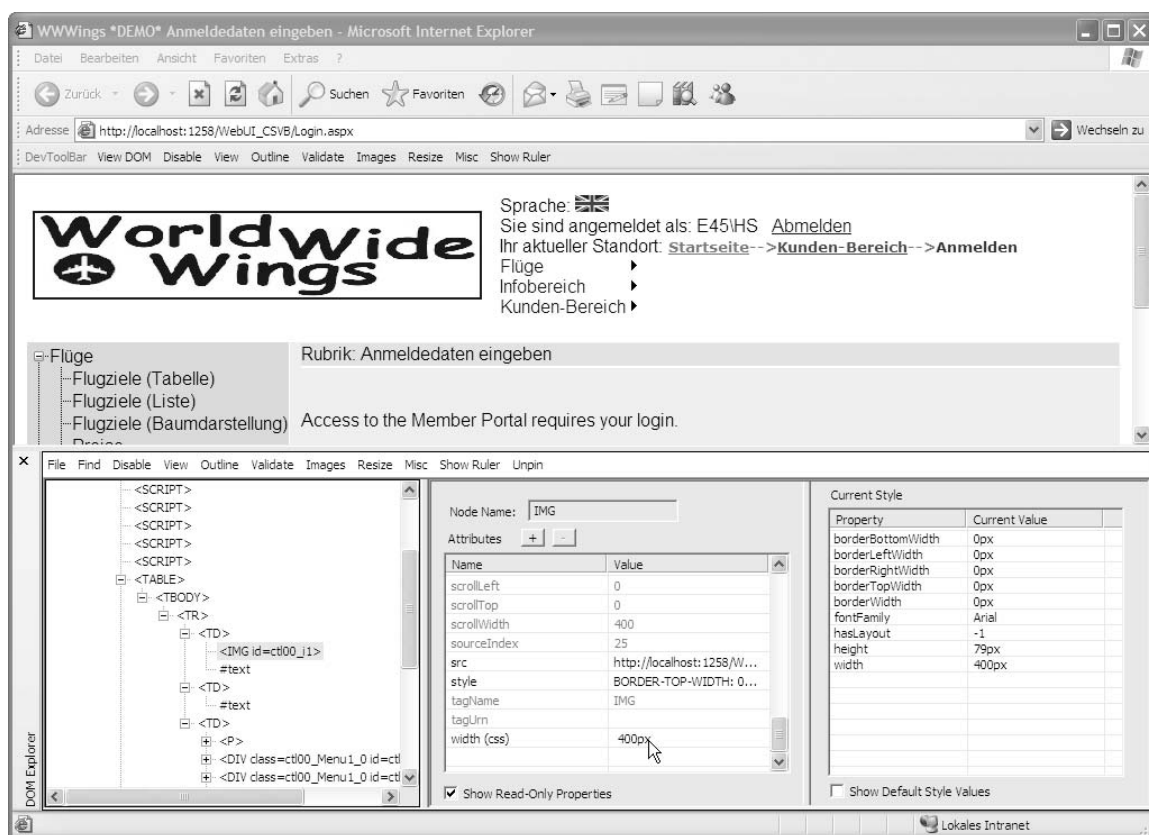 WWWings *DEMO* Anmeldedaten eingeben - Microsoft Internet Explorer
Datei Bearbeiten Ansicht Favoriten Extras ?
Zurück Suchen Favoriten
Adresse http://localhost:1258/WebUI_CSVB/Login.aspx Wechseln zu
DevToolBar View DOM Disable View Outline Validate Images Resize Misc Show Ruler
World Wide
Wings
Sprache:
Sie sind angemeldet als: E45\HS Abmelden
Ihr aktueller Standort: Startseite-->Kunden-Bereich-->Anmelden
Flüge
Infobereich
Kunden-Bereich
Flüge
Flugziele (Tabelle)
Flugziele (Liste)
Flugziele (Baumdarstellung)
Preise
Rubrik: Anmeldedaten eingeben
Access to the Member Portal requires your login.
File Find Disable View Outline Validate Images Resize Misc Show Ruler Unpin
DOM Explorer
<SCRIPT>
<SCRIPT>
<SCRIPT>
<SCRIPT>
<SCRIPT>
<TABLE>
<TBODY>
<TR>
<TD>
<IMG id=ctl00_i1>
#text
<TD>
#text
<TD>
<P>
<DIV class=ctl00_Menu1_0 id=ctl
<DIV class=ctl00_Menu1_0 id=ctl
Node Name: IMG
Attributes + -
Name Value
scrollLeft 0
scrollTop 0
scrollWidth 400
sourceIndex 25
src http://localhost:1258/W...
style BORDER-TOP-WIDTH: 0...
tagName IMG
tagUrn
width (css) 400px
Show Read-Only Properties
Current Style
Property Current Value
borderBottomWidth 0px
borderLeftWidth 0px
borderRightWidth 0px
borderTopWidth 0px
borderWidth 0px
fontFamily Arial
hasLayout -1
height 79px
width 400px
Show Default Style Values
Lokales Intranet